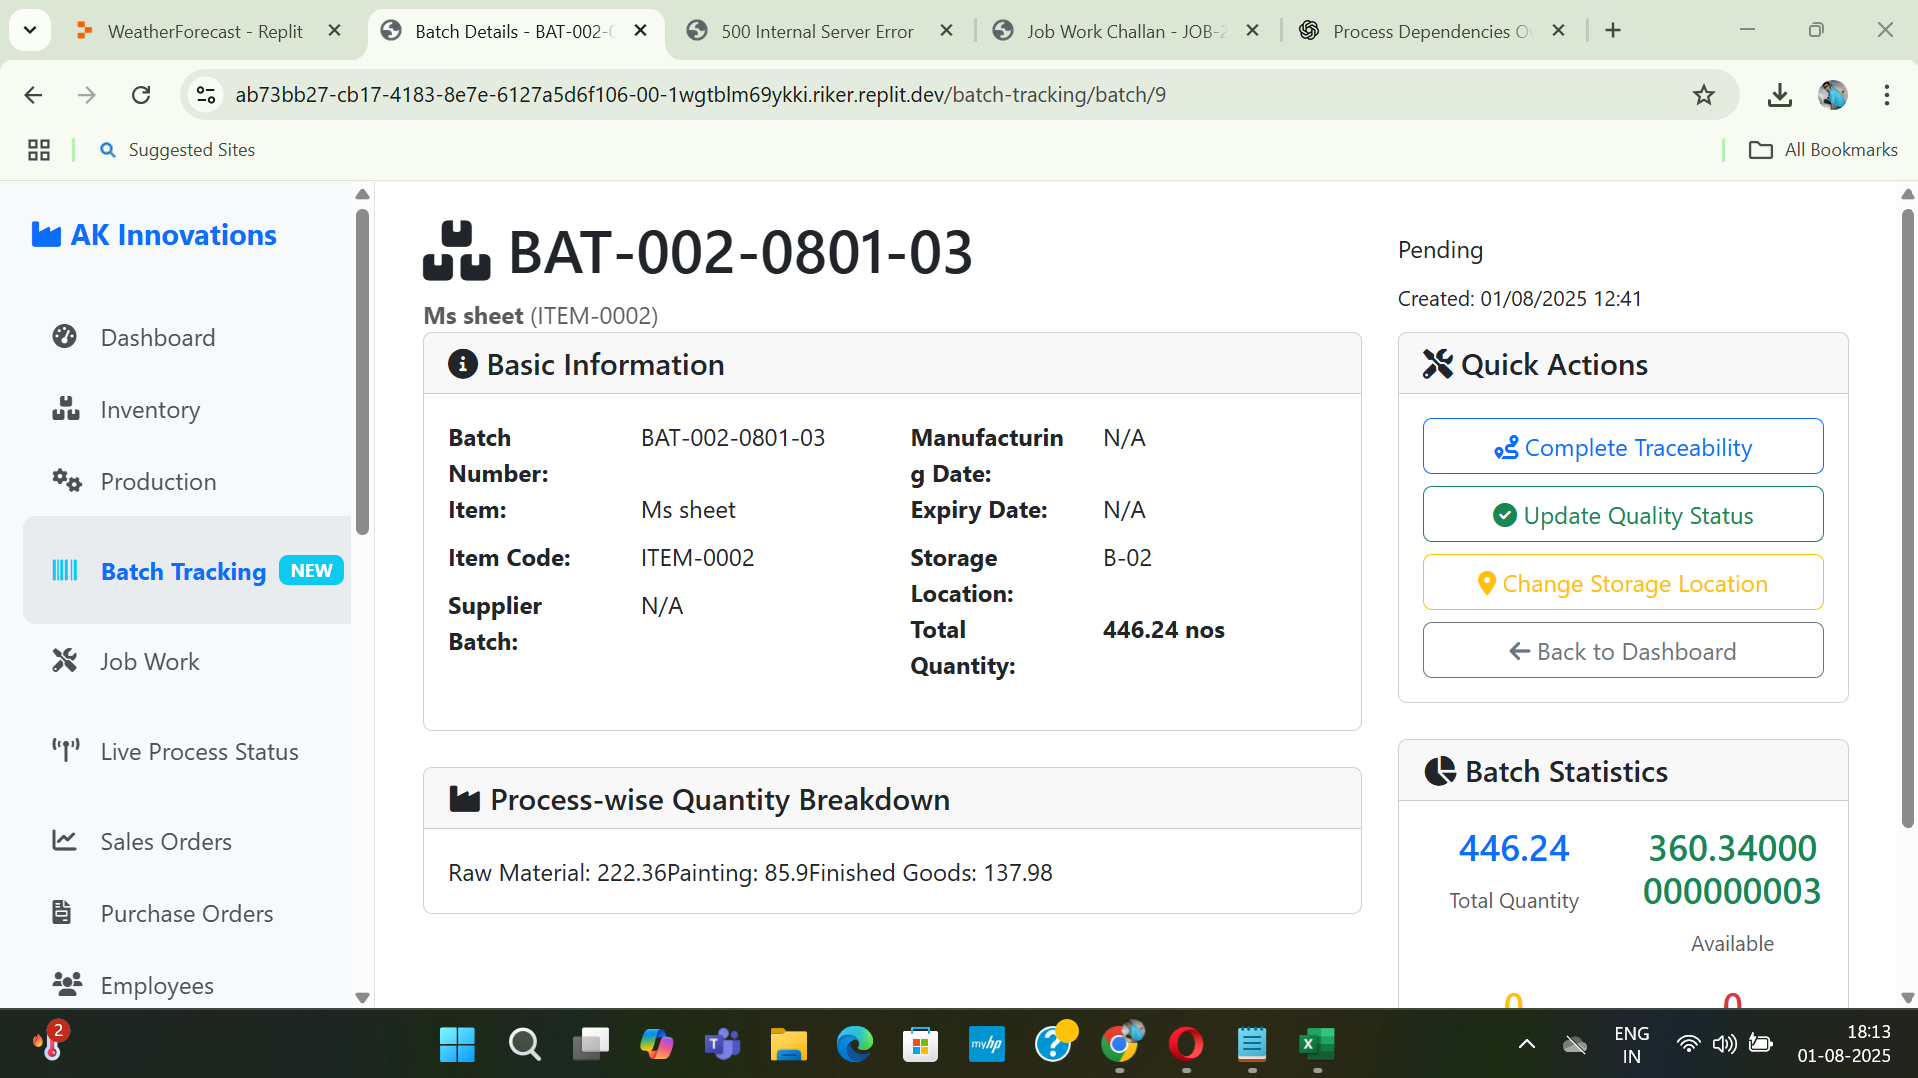 WeatherForecast - Replit
Batch Details - BAT-002-0
500 Internal Server Error
Job Work Challan - JOB-2
Process Dependencies Ov
ab73bb27-cb17-4183-8e7e-6127a5d6f106-00-1wgtblm69ykki.riker.replit.dev/batch-tracking/batch/9
Suggested Sites
All Bookmarks
AK Innovations
Dashboard
Inventory
Production
Batch Tracking NEW
Job Work
Live Process Status
Sales Orders
Purchase Orders
Employees
BAT-002-0801-03
Ms sheet (ITEM-0002)
Pending
Created: 01/08/2025 12:41
Basic Information
Batch Number: BAT-002-0801-03
Item: Ms sheet
Item Code: ITEM-0002
Supplier Batch: N/A
Manufacturin
g Date: N/A
Expiry Date: N/A
Storage Location: B-02
Total Quantity: 446.24 nos
Process-wise Quantity Breakdown
Raw Material: 222.36Painting: 85.9Finished Goods: 137.98
Quick Actions
Complete Traceability
Update Quality Status
Change Storage Location
Back to Dashboard
Batch Statistics
446.24
Total Quantity
360.34000
000000003
Available
0
0
2
myhp
ENG
IN
18:13
01-08-2025